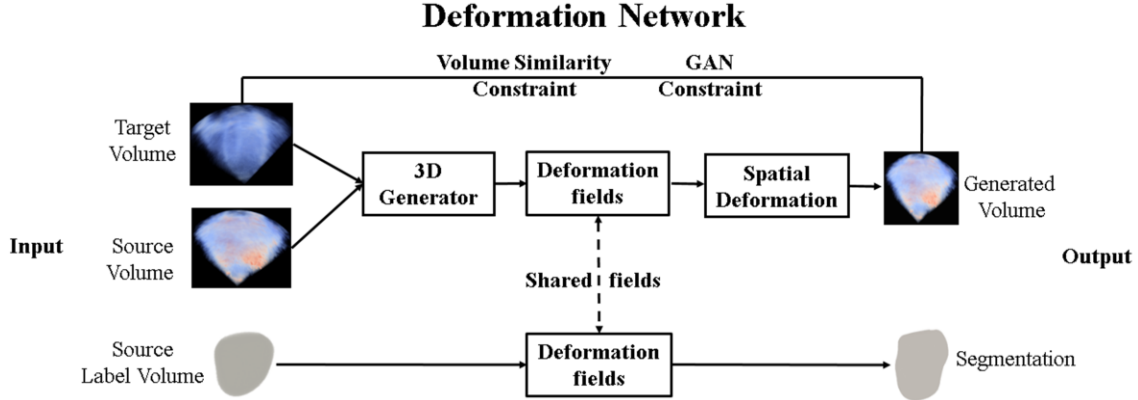 Deformation Network
Volume Similarity
Constraint
GAN
Constraint
Target
Volume
3D
Generator
Deformation
fields
Spatial
Deformation
Generated
Volume
Input
Source
Volume
Shared fields
Output
Source
Label Volume
Deformation
fields
Segmentation